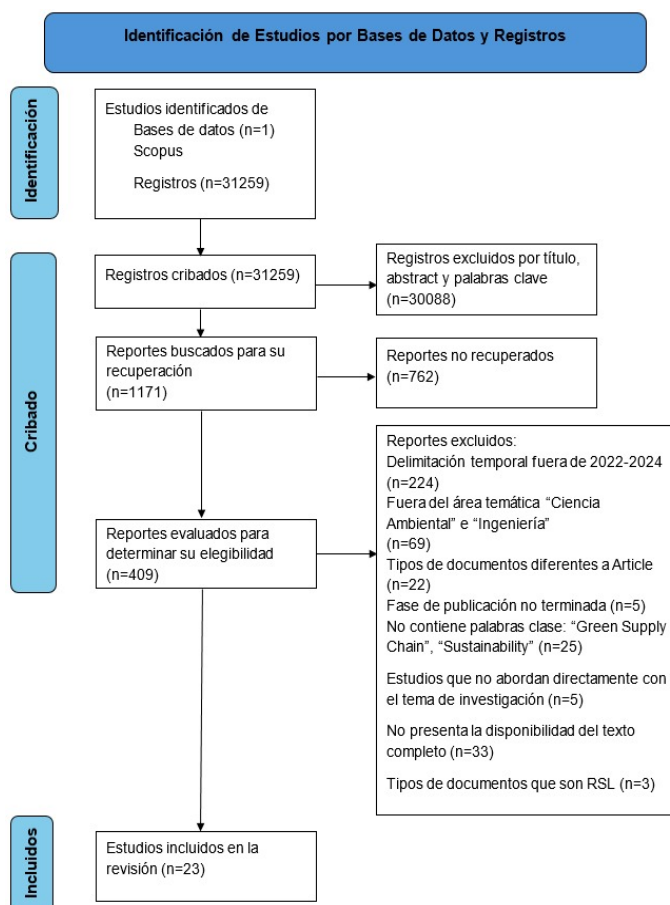 Identificación de Estudios por Bases de Datos y Registros
Identificación
Estudios identificados de
Bases de datos (n=1)
Scopus
Registros (n=31259)
Cribado
Registros cribados (n=31259)
Registros excluidos por título,
abstract y palabras clave
(n=30088)
Reportes buscados para su
recuperación
(n=1171)
Reportes no recuperados
(n=762)
Reportes evaluados para
determinar su elegibilidad
(n=409)
Reportes excluidos:
Delimitación temporal fuera de 2022-2024
(n=224)
Fuera del área temática “Ciencia
Ambiental” e “Ingeniería”
(n=69)
Tipos de documentos diferentes a Article
(n=22)
Fase de publicación no terminada (n=5)
No contiene palabras clase: “Green Supply
Chain”, “Sustainability” (n=25)
Estudios que no abordan directamente con
el tema de investigación (n=5)
No presenta la disponibilidad del texto
completo (n=33)
Tipos de documentos que son RSL (n=3)
Incluidos
Estudios incluidos en la
revisión (n=23)